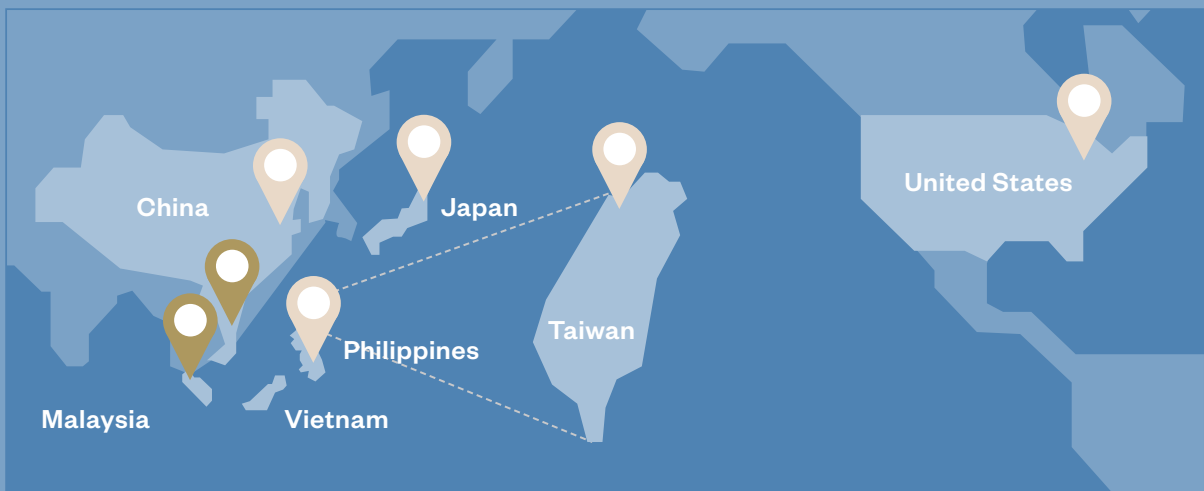 China
Japan
United States
Taiwan
Philippines
Malaysia
Vietnam